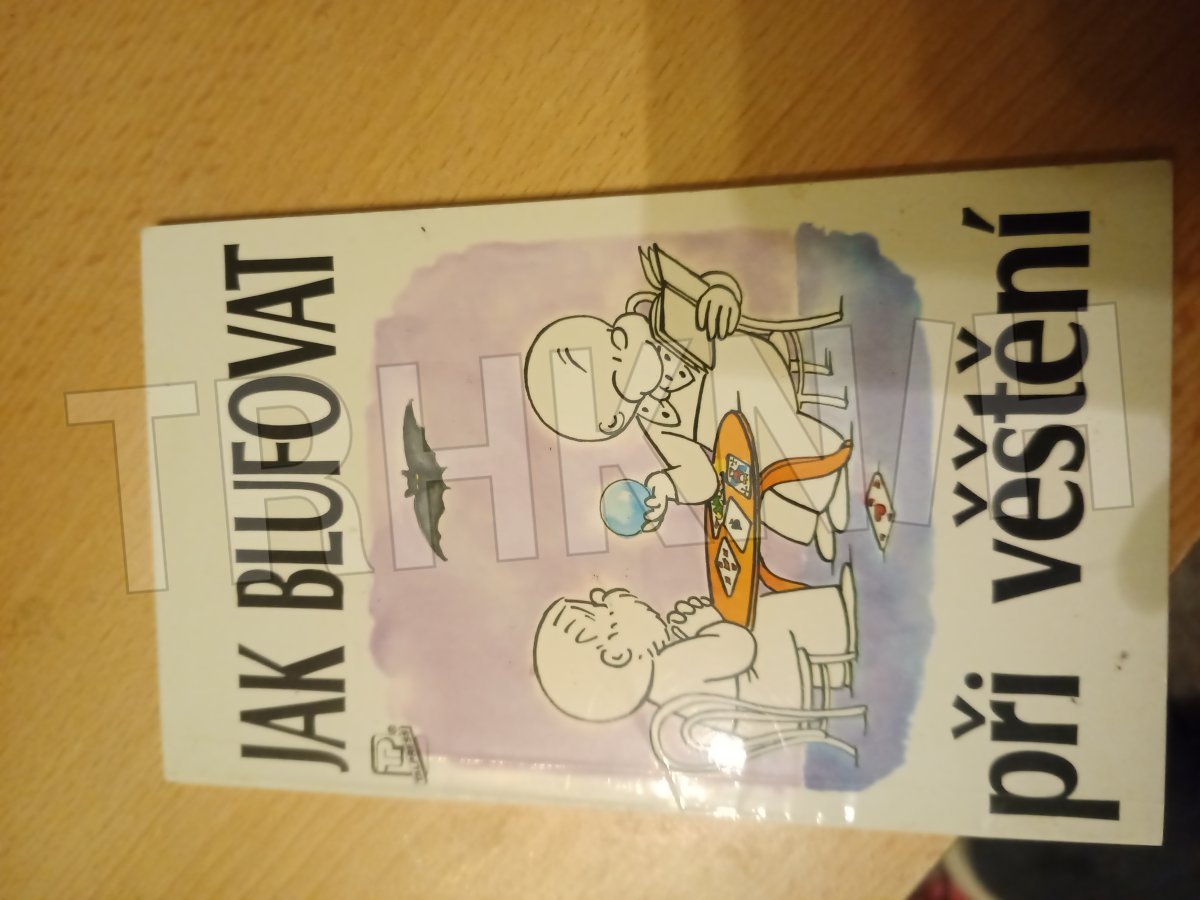 JAK BLUFOVAT
při věštění
TRHKNIH